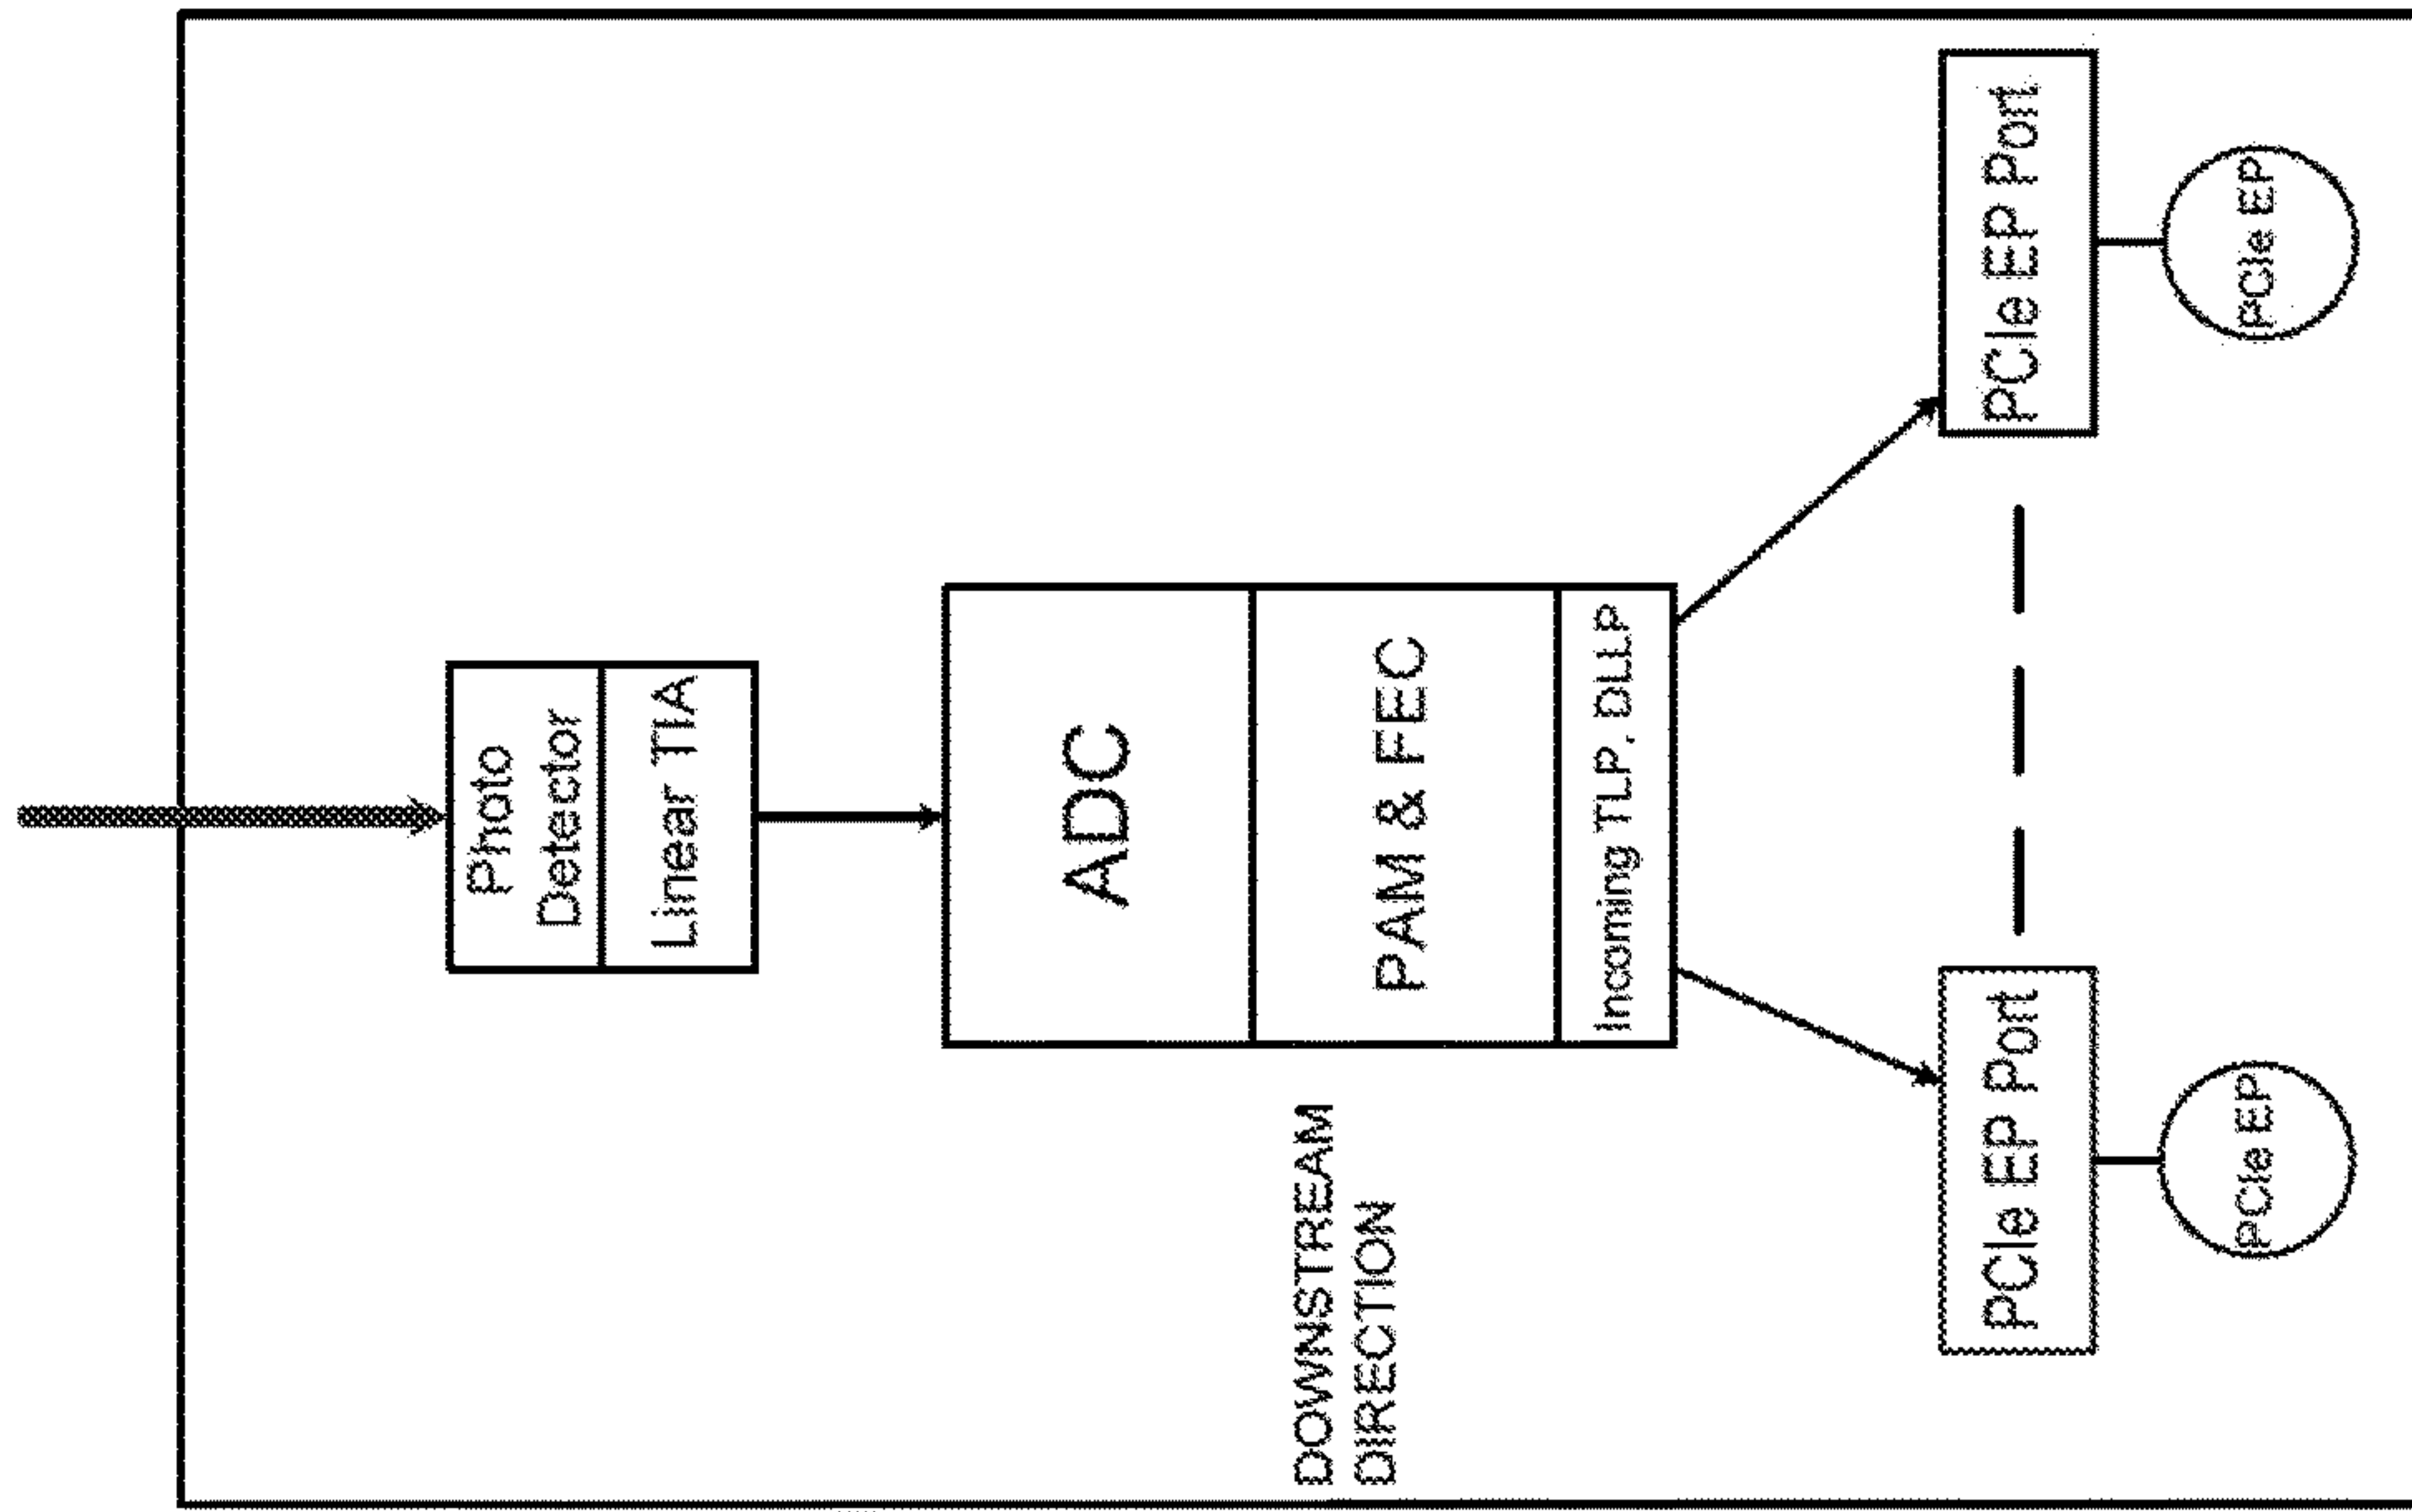 Photo
Detector
Linear TIA
ADC
PAM & FEC
Incoming TLP, DLLP
DOWNSTREAM
DIRECTION
PCIe EP Port
PCIe EP Port
PCIe EP
PCIe EP